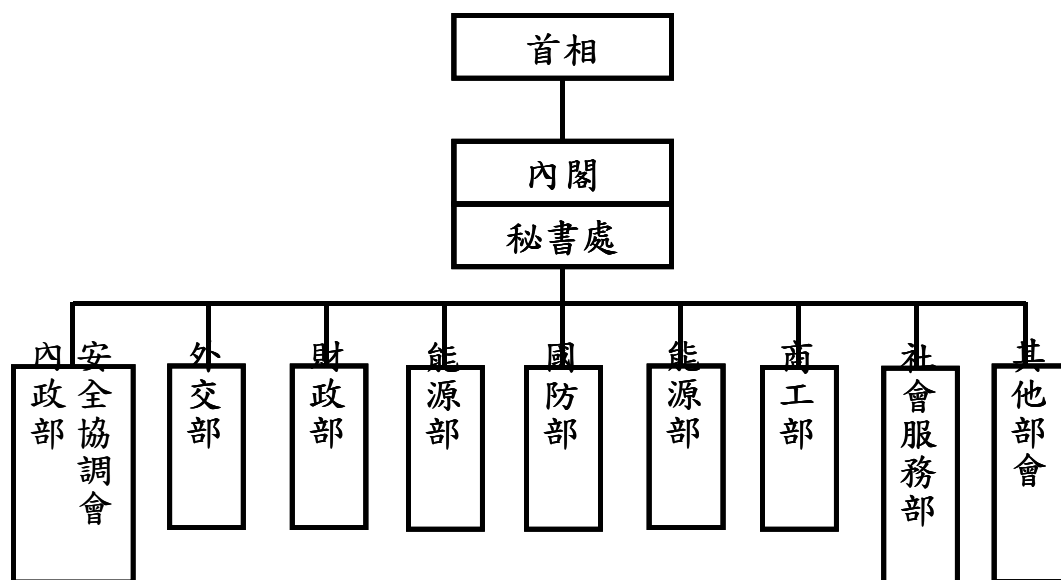 首相
內閣
秘書處
內政部
安全協調會
外交部
財政部
能源部
國防部
能源部
商工部
社會服務部
其他部會